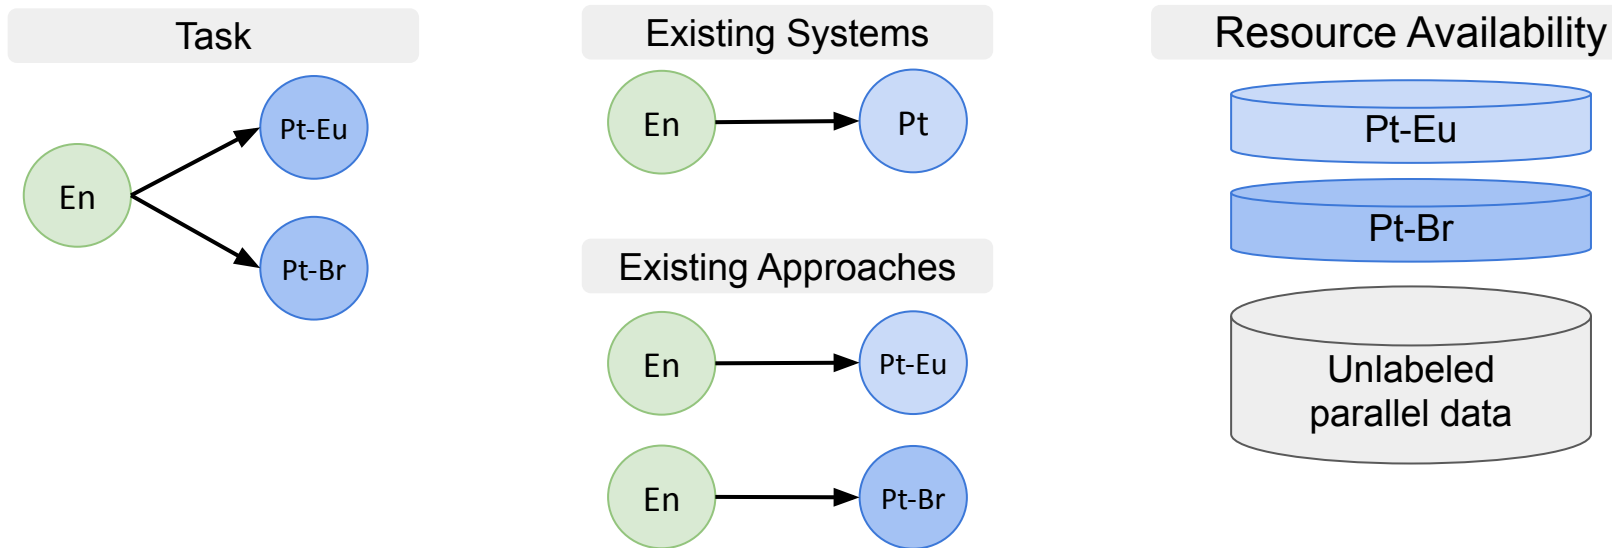 Task
En
Pt-Eu
Pt-Br
Existing Systems
En
Pt
Existing Approaches
En
Pt-Eu
En
Pt-Br
Resource Availability
Pt-Eu
Pt-Br
Unlabeled
parallel data